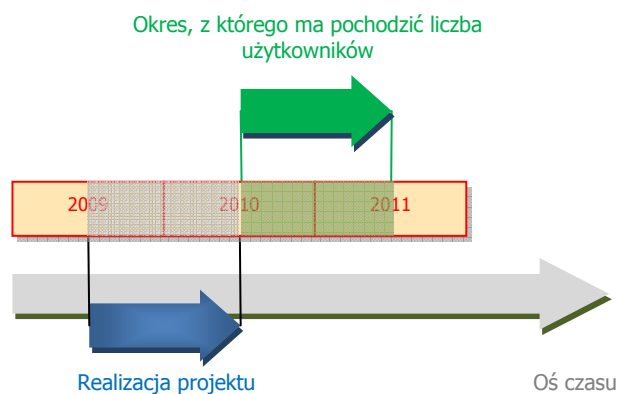 Okres, z którego ma pochodzić liczba
użytkowników
2009 2010 2011
Realizacja projektu Oś czasu